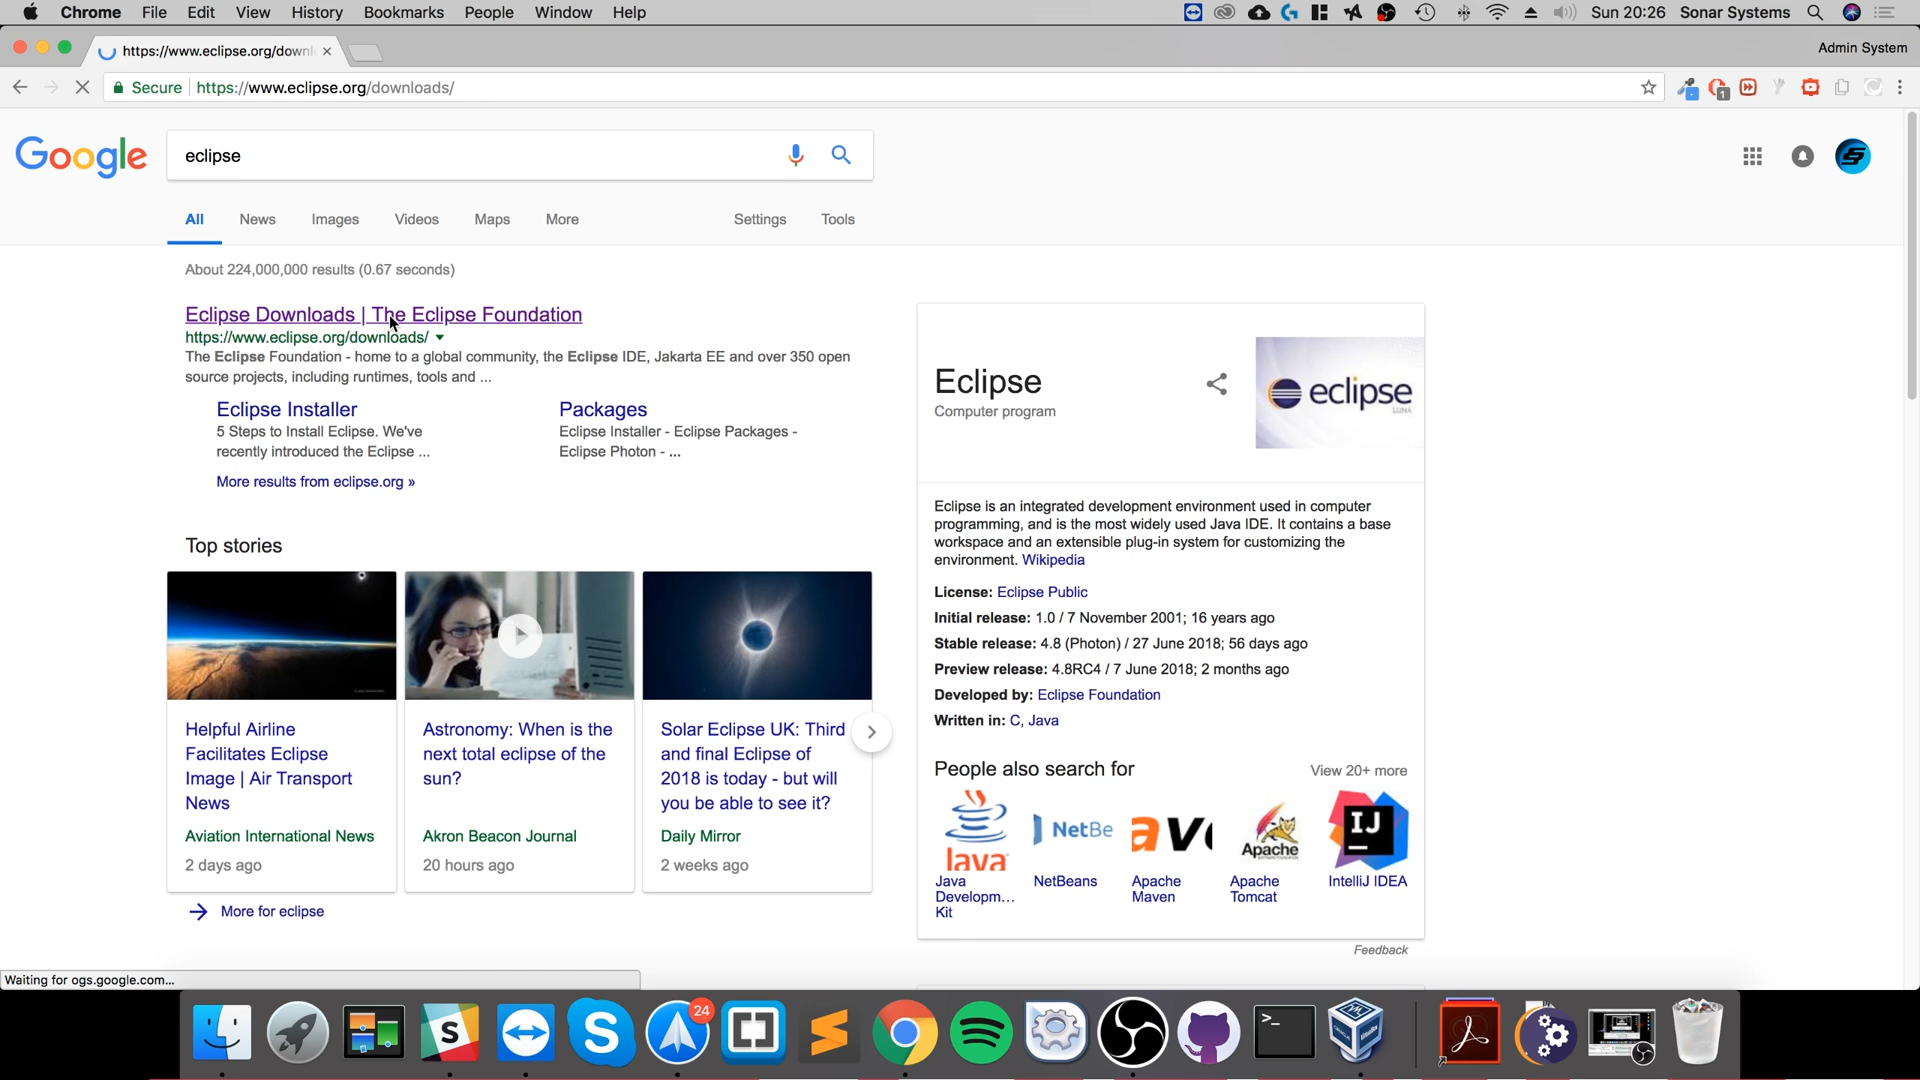 Chrome File Edit View History Bookmarks People Window Help
Sun 20:26 Sonar Systems
https://www.eclipse.org/downl
Admin System
Secure https://www.eclipse.org/downloads/
1
Google
eclipse
All News Images Videos Maps More Settings Tools
About 224,000,000 results (0.67 seconds)
Eclipse Downloads | The Eclipse Foundation
https://www.eclipse.org/downloads/
The Eclipse Foundation - home to a global community, the Eclipse IDE, Jakarta EE and over 350 open
source projects, including runtimes, tools and ...
Eclipse Installer
5 Steps to Install Eclipse. We've
recently introduced the Eclipse ...
Packages
Eclipse Installer - Eclipse Packages -
Eclipse Photon - ...
More results from eclipse.org »
Top stories
Helpful Airline
Facilitates Eclipse
Image | Air Transport
News
Aviation International News
2 days ago
Astronomy: When is the
next total eclipse of the
sun?
Akron Beacon Journal
20 hours ago
Solar Eclipse UK: Third
and final Eclipse of
2018 is today - but will
you be able to see it?
Daily Mirror
2 weeks ago
More for eclipse
Eclipse
Computer program
eclipse
LUNA
Eclipse is an integrated development environment used in computer
programming, and is the most widely used Java IDE. It contains a base
workspace and an extensible plug-in system for customizing the
environment. Wikipedia
License: Eclipse Public
Initial release: 1.0 / 7 November 2001; 16 years ago
Stable release: 4.8 (Photon) / 27 June 2018; 56 days ago
Preview release: 4.8RC4 / 7 June 2018; 2 months ago
Developed by: Eclipse Foundation
Written in: C, Java
People also search for
View 20+ more
Java
NetBe
Apache
IJ
Java
Developm...
Kit
NetBeans
Apache
Maven
Apache
Tomcat
IntelliJ IDEA
Feedback
Waiting for ogs.google.com...
24